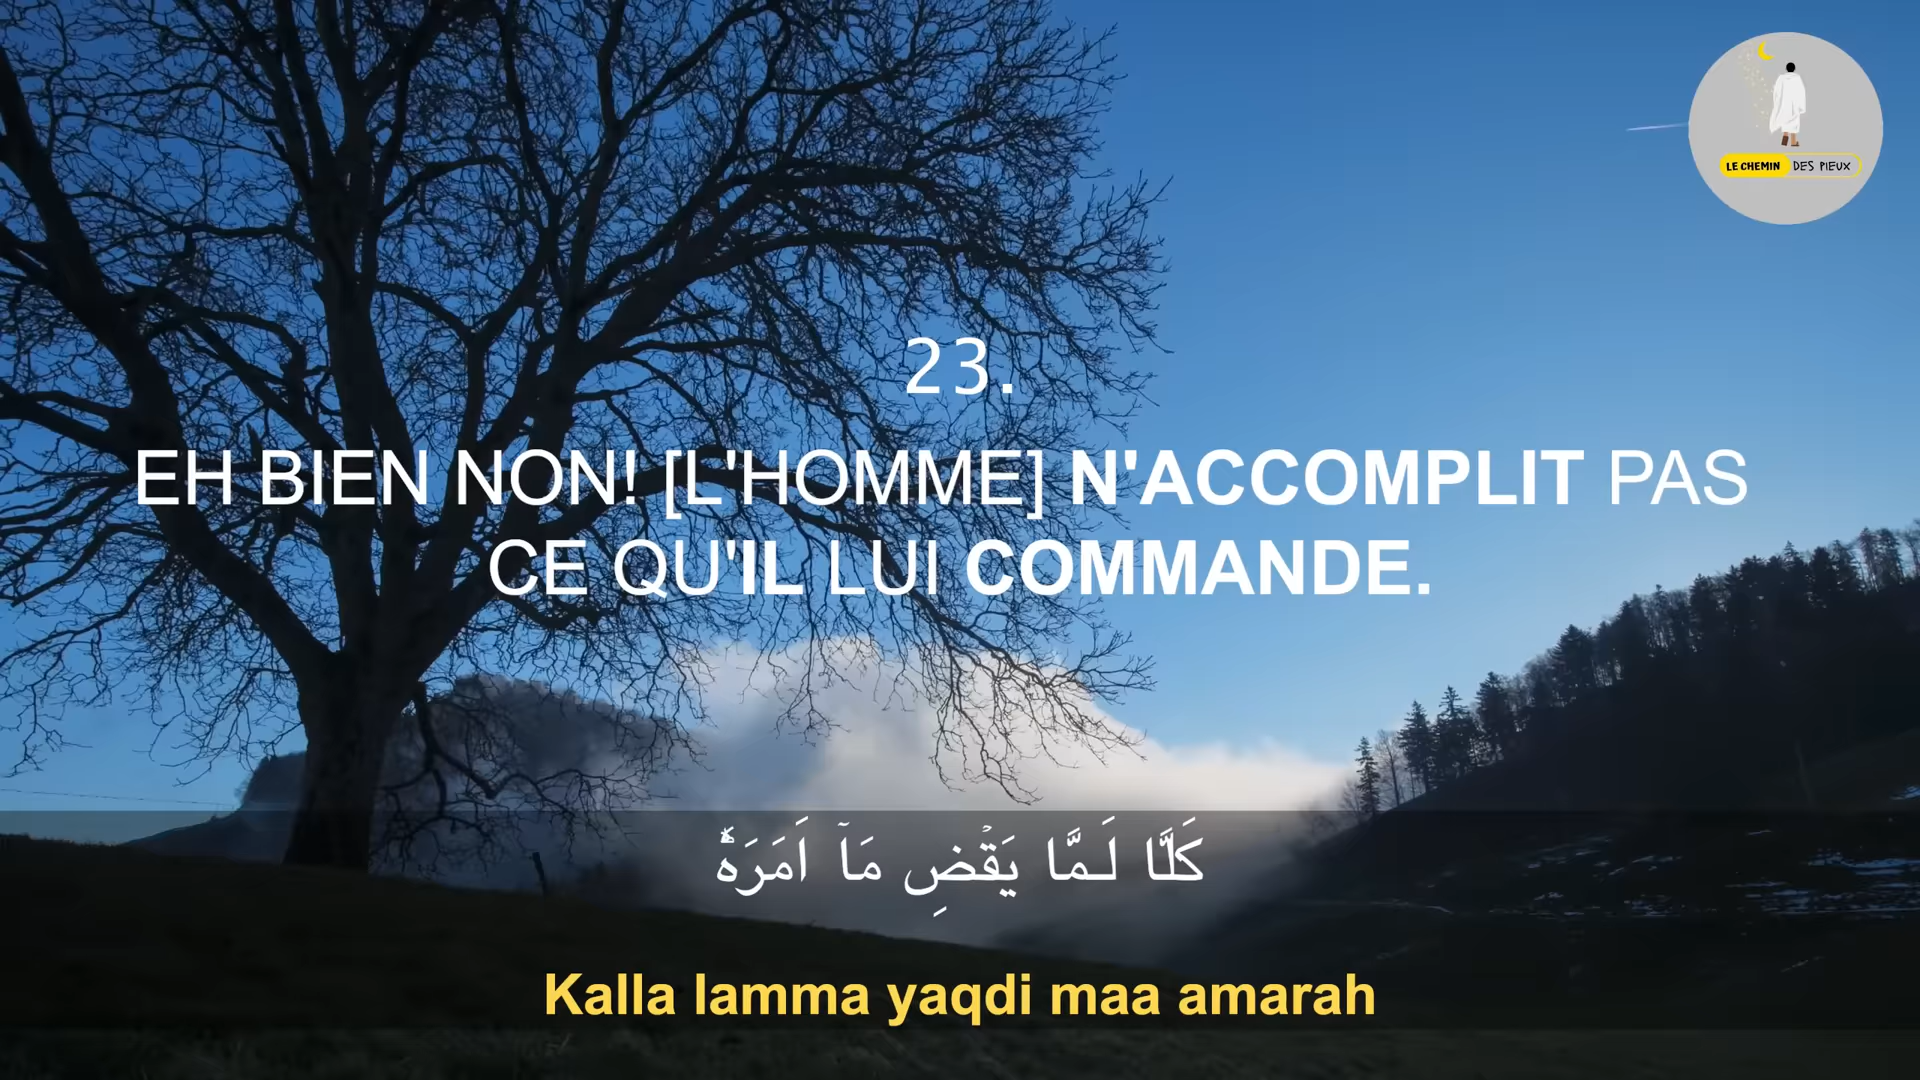 LE CHEMIN DES PIEUX
23.
EH BIEN NON! [L'HOMME] N'ACCOMPLIT PAS
CE QU'IL LUI COMMANDE.
كَلَّا لَمَّا يَقْضِ مَآ اَمَرَهٗؕ
Kalla lamma yaqdi maa amarah